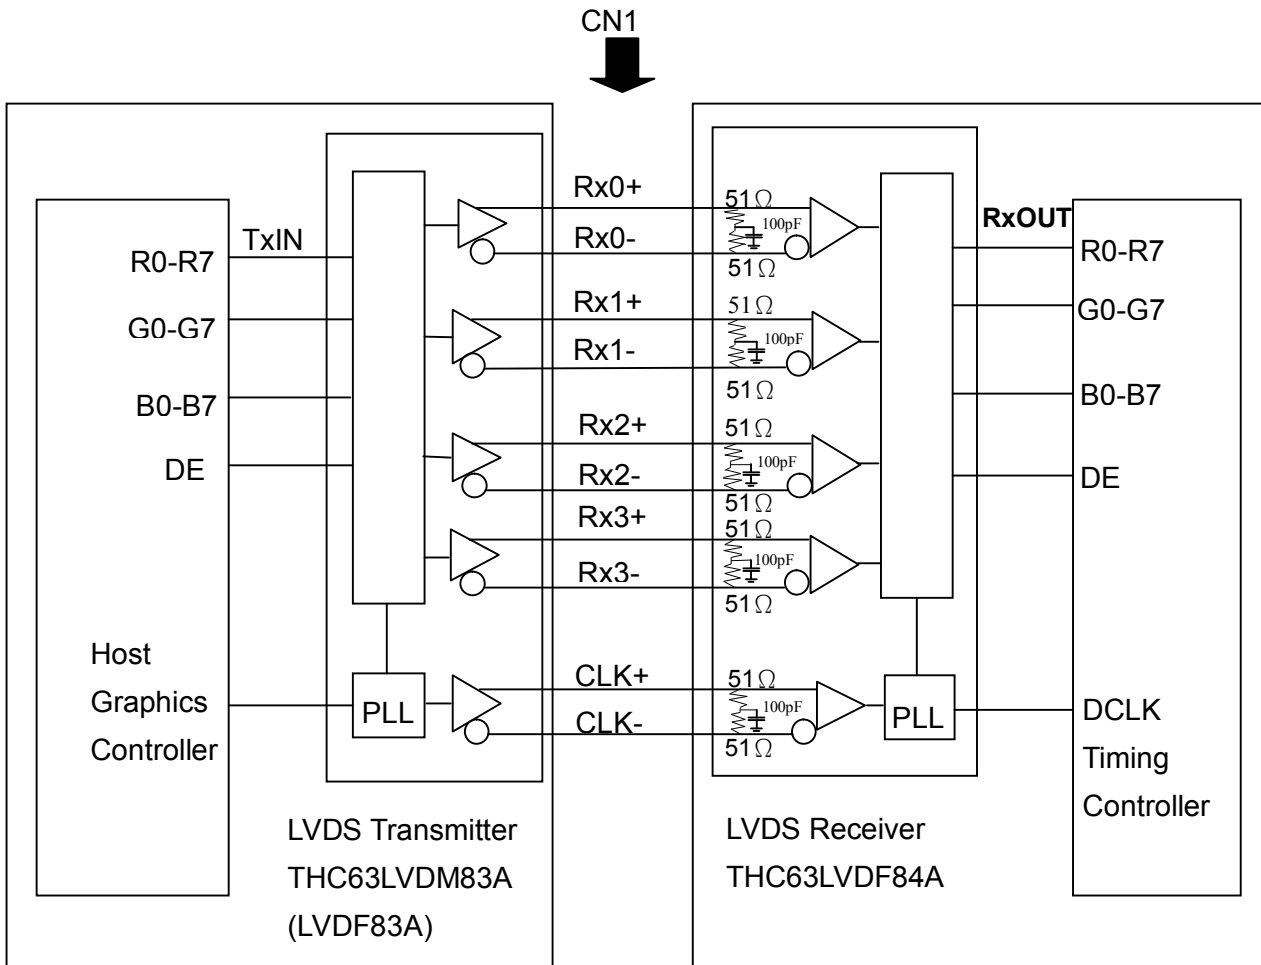 CN1
Rx0+
51Ω
TxIN
Rx0-
100pF
RxOUT
R0-R7
51Ω
R0-R7
Rx1+
51Ω
G0-G7
G0-G7
Rx1-
100pF
51Ω
B0-B7
B0-B7
Rx2+
51Ω
DE
Rx2-
100pF
DE
51Ω
Rx3+
51Ω
Rx3-
100pF
51Ω
Host
Graphics
Controller
CLK+
51Ω
PLL
CLK-
100pF
51Ω
PLL
DCLK
Timing
Controller
LVDS Transmitter
THC63LVDM83A
(LVDF83A)
LVDS Receiver
THC63LVDF84A